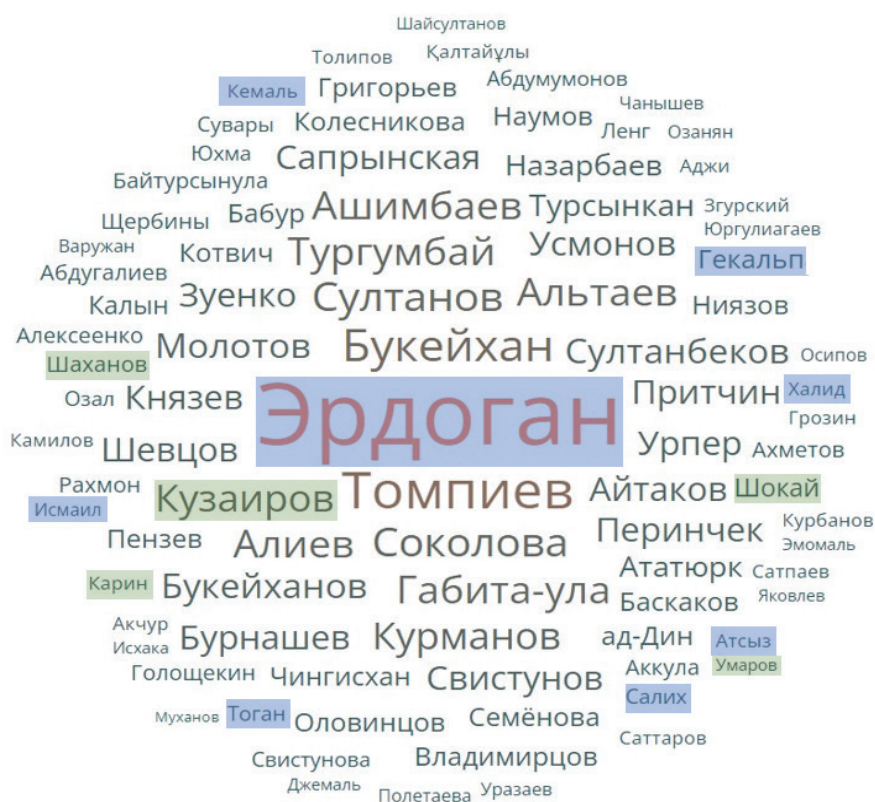 Шайсултанов
Толипов Қалтайұлы
Кемаль Григорьев Абдумумонов
Сувары Колесникова Наумов Чанышев
Ленг Озанян
Юхма Сапрынская Назарбаев Аджи
Байтурсынула
Щербины Бабур Ашимбаев Турсынкан Згурский
Юргулиагаев
Варужан Котвич Тургумбай Усмонов Гекальп
Абдугалиев
Калын Зуенко Султанов Альтаев Ниязов
Алексеенко Молотов Букейхан Султанбеков Осипов
Шаханов
Озал Князев Эрдоган Притчин Халид
Грозин
Камилов Шевцов Урпер Ахметов
Рахмон Кузаиров Томпиев Айтаков Шокай
Исмаил
Пензев Алиев Соколова Перинчек Курбанов
Эмомаль
Карин Букейханов Габита-ула Ататюрк Сатпаев
Баскаков Яковлев
Акчур Бурнашев Курманов ад-Дин Атсыз
Исхака
Голощекин Чингисхан Свистунов Аккула Умаров
Салих
Муханов Тоган Оловинцов Семёнова Саттаров
Свистунова Владимирцов
Джемаль Полетаева Уразаев